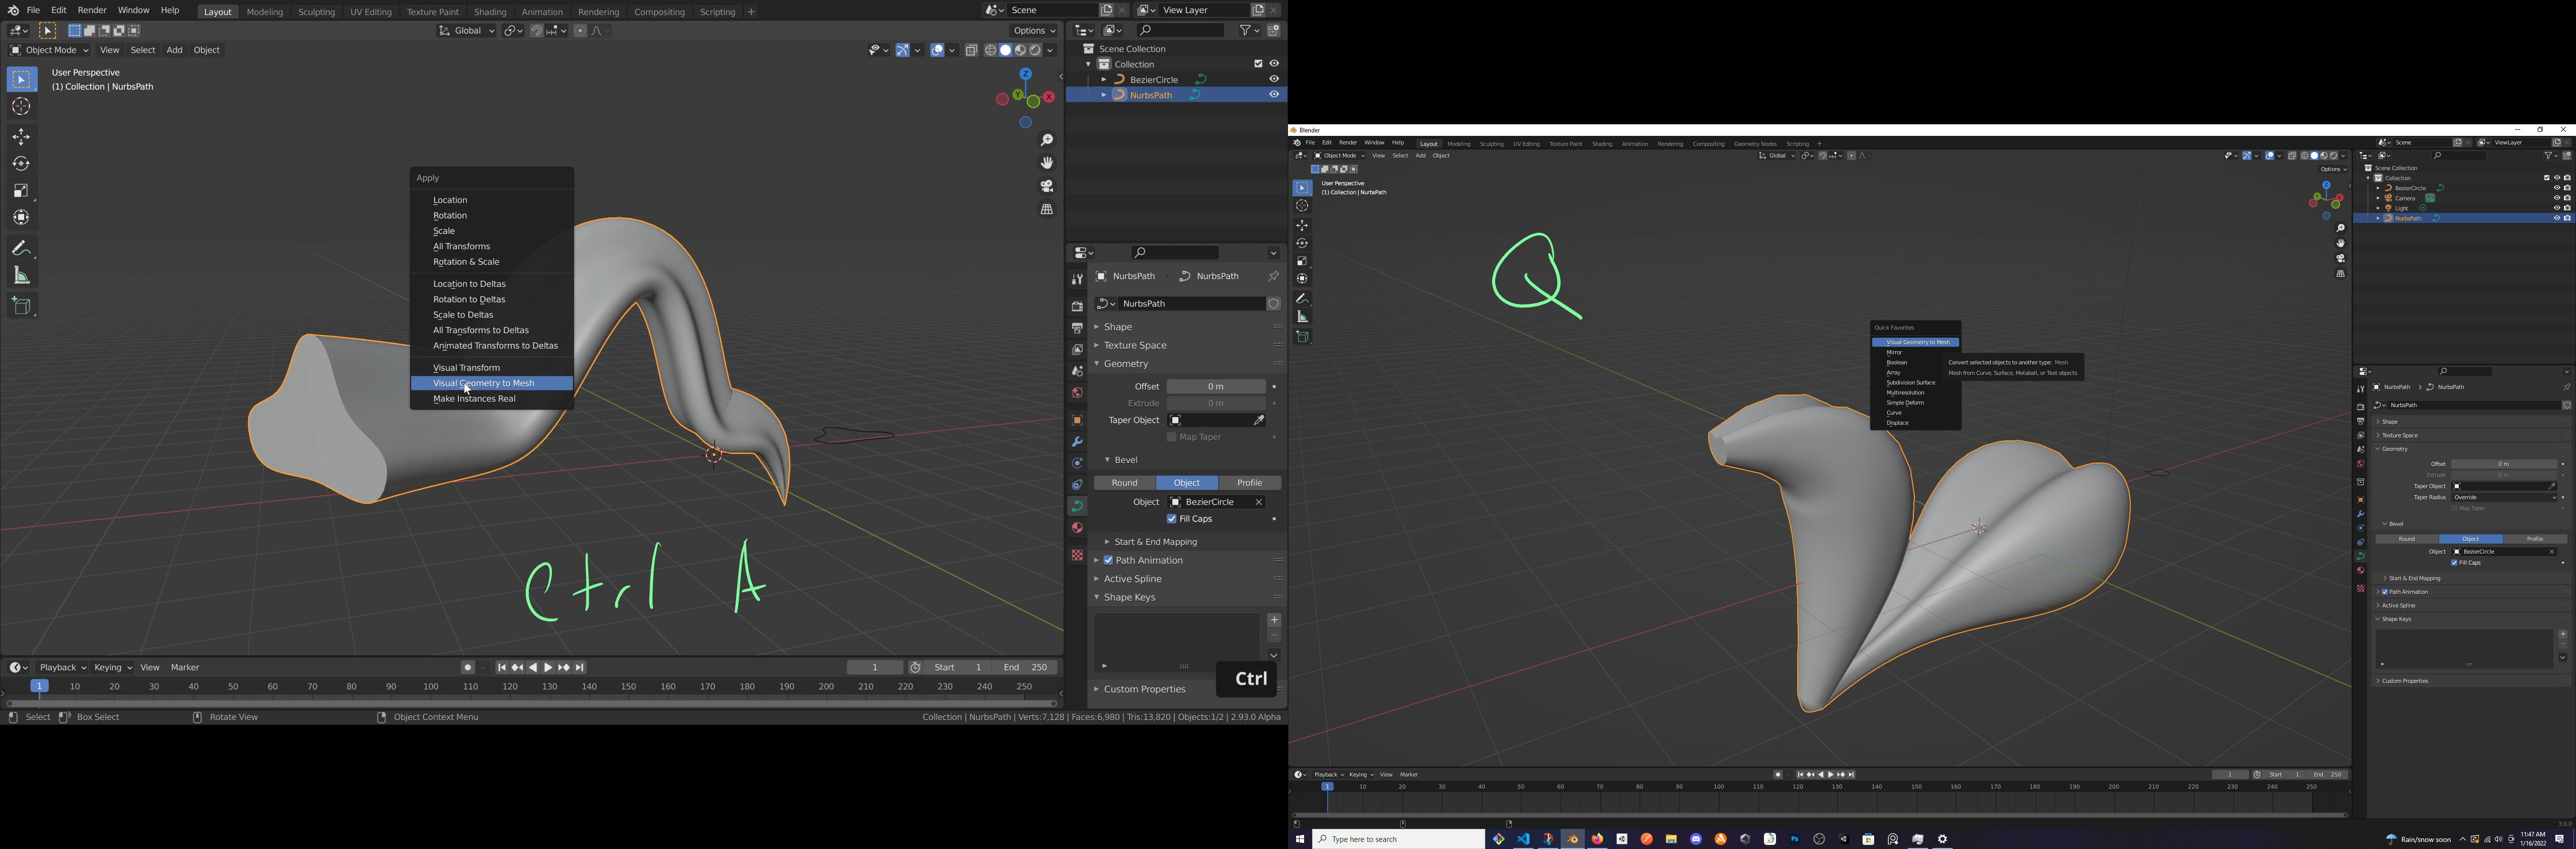 File Edit Render Window Help
Layout Modeling Sculpting UV Editing Texture Paint Shading Animation Rendering Compositing Scripting +
Scene
View Layer
Global
Options
Object Mode View Select Add Object
User Perspective
(1) Collection | NurbsPath
Z
Y
X
Apply
Location
Rotation
Scale
All Transforms
Rotation & Scale
Location to Deltas
Rotation to Deltas
Scale to Deltas
All Transforms to Deltas
Animated Transforms to Deltas
Visual Transform
Visual Geometry to Mesh
Make Instances Real
Ctrl A
Scene Collection
Collection
BezierCircle
NurbsPath
NurbsPath NurbsPath
NurbsPath
Shape
Texture Space
Geometry
Offset 0 m
Extrude 0 m
Taper Object
Map Taper
Bevel
Round Object Profile
Object BezierCircle
Fill Caps
Start & End Mapping
Path Animation
Active Spline
Shape Keys
Ctrl
Custom Properties
Playback Keying View Marker
1 Start 1 End 250
1 10 20 30 40 50 60 70 80 90 100 110 120 130 140 150 160 170 180 190 200 210 220 230 240 250
Select Box Select Rotate View Object Context Menu
Collection | NurbsPath | Verts:7,128 | Faces:6,980 | Tris:13,820 | Objects:1/2 | 2.93.0 Alpha
Blender
File Edit Render Window Help
Layout Modeling Sculpting UV Editing Texture Paint Shading Animation Rendering Compositing Geometry Nodes Scripting +
Scene
ViewLayer
Object Mode View Select Add Object
Global
Options
User Perspective
(1) Collection | NurbsPath
Q
Quick Favorites
Visual Geometry to Mesh
Mirror
Boolean
Array
Subdivision Surface
Multiresolution
Simple Deform
Curve
Displace
Convert selected objects to another type: Mesh
Mesh from Curve, Surface, Metaball, or Text objects
Scene Collection
Collection
BezierCircle
Camera
Light
NurbsPath
NurbsPath NurbsPath
NurbsPath
Shape
Texture Space
Geometry
Offset 0 m
Extrude 0 m
Taper Object
Taper Radius Override
Map Taper
Bevel
Round Object Profile
Object BezierCircle
Fill Caps
Start & End Mapping
Path Animation
Active Spline
Shape Keys
Custom Properties
Playback Keying View Marker
1 Start 1 End 250
1 10 20 30 40 50 60 70 80 90 100 110 120 130 140 150 160 170 180 190 200 210 220 230 240 250
3.0.0
Type here to search
Rain/snow soon
11:47 AM
1/16/2022